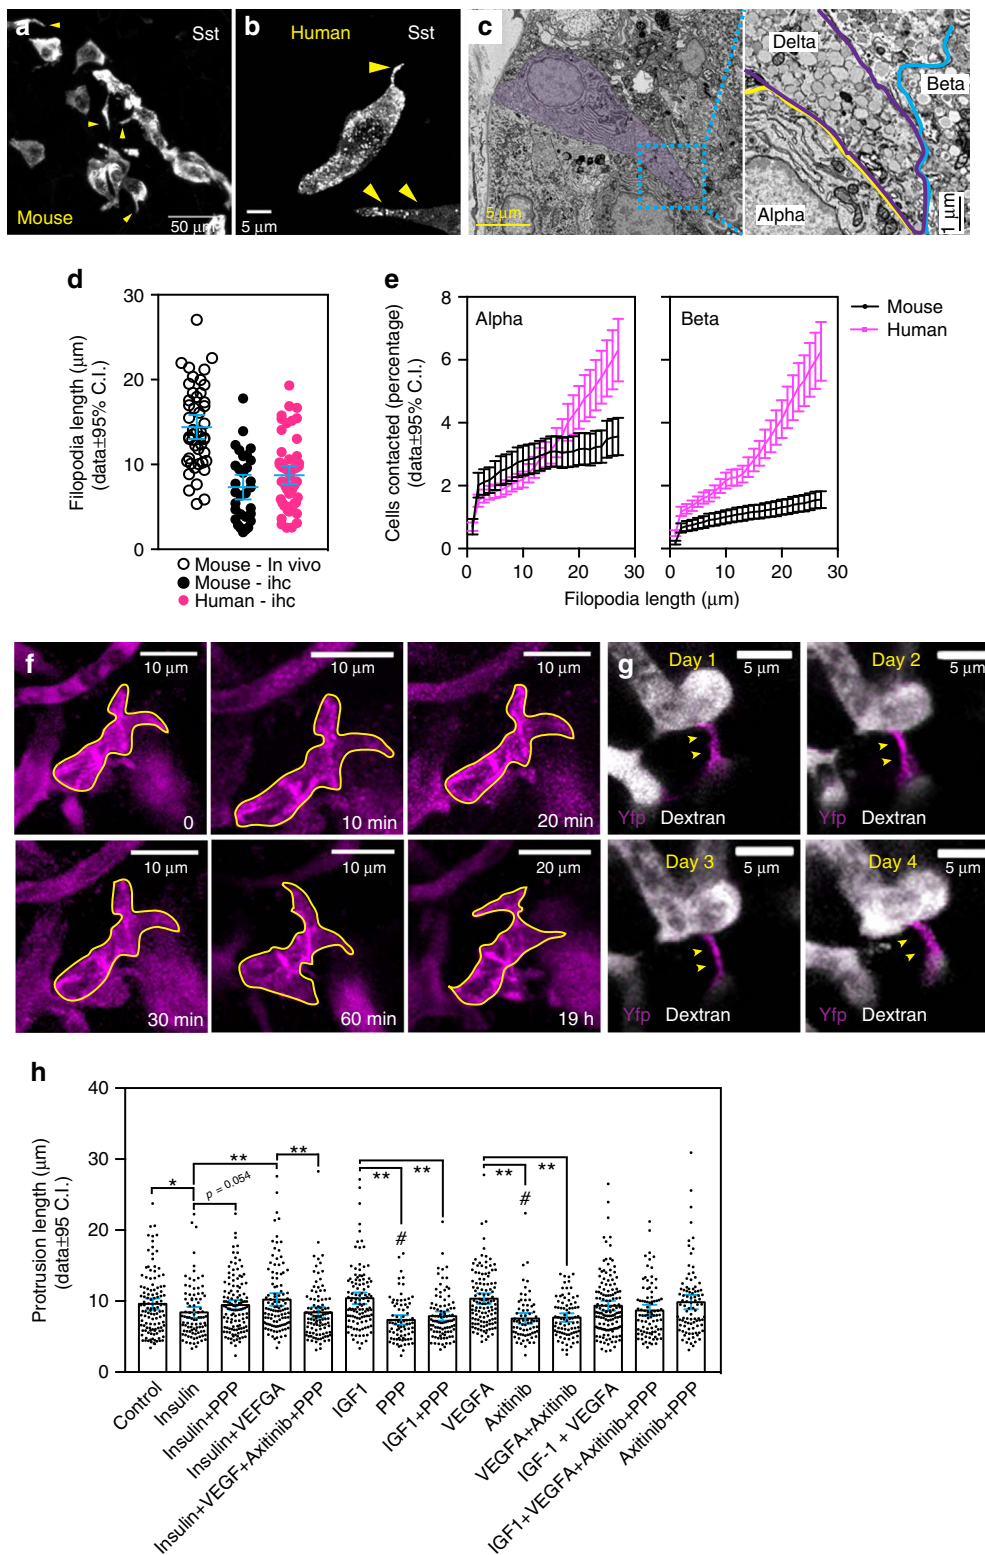 a
Sst
Mouse
50 µm
b
Human
Sst
5 µm
c
5 µm
Delta
Beta
Alpha
1 µm
d
Filopodia length (µm)
(data±95% C.I.)
30
20
10
0
Mouse - In vivo
Mouse - ihc
Human - ihc
e
Cells contacted (percentage)
(data±95% C.I.)
8
6
4
2
0
Alpha
Beta
Mouse
Human
0 10 20 30
0 10 20 30
Filopodia length (µm)
f
10 µm
0
10 µm
10 min
10 µm
20 min
10 µm
30 min
10 µm
60 min
20 µm
19 h
g
Day 1
5 µm
Yfp Dextran
Day 2
5 µm
Yfp Dextran
Day 3
5 µm
Yfp Dextran
Day 4
5 µm
Yfp Dextran
h
Protrusion length (µm)
(data±95 C.I.)
40
30
20
10
0
*
**
p = 0.054
**
**
**
#
**
**
#
Control
Insulin
Insulin+PPP
Insulin+VEFGA
Insulin+VEGF+Axitinib+PPP
IGF1
PPP
IGF1+PPP
VEGFA
Axitinib
VEGFA+Axitinib
IGF-1 + VEGFA
IGF1+VEGFA+Axitinib+PPP
Axitinib+PPP